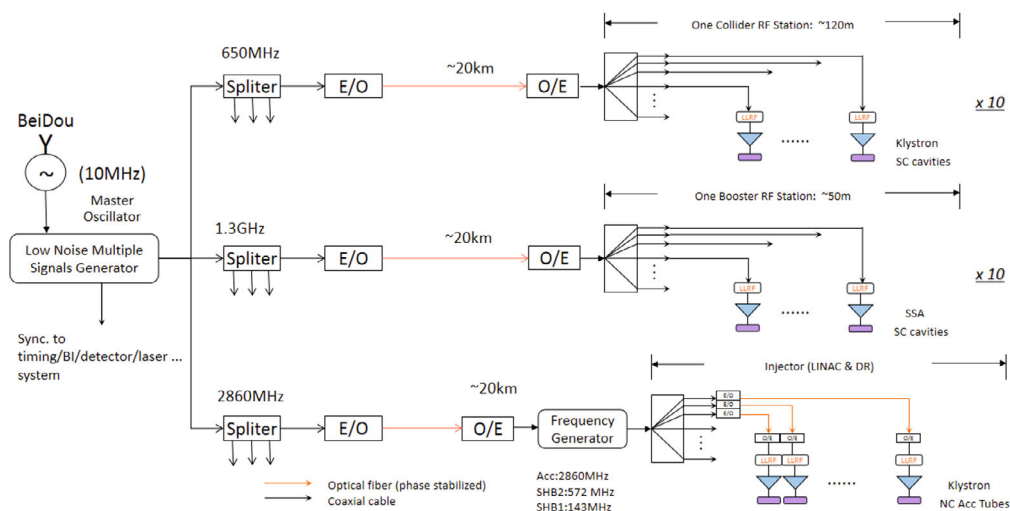 One Collider RF Station: ~120m
650MHz
Spliter
E/O
~20km
O/E
x 10
LLRF
LLRF
......
Klystron
SC cavities
BeiDou
~
(10MHz)
Master
Oscillator
One Booster RF Station: ~50m
Low Noise Multiple
Signals Generator
1.3GHz
Spliter
E/O
~20km
O/E
x 10
LLRF
LLRF
......
SSA
SC cavities
Sync. to
timing/BI/detector/laser ...
system
Injector (LINAC & DR)
2860MHz
Spliter
E/O
~20km
O/E
Frequency
Generator
E/O
E/O
E/O
O/E
O/E
O/E
LLRF
LLRF
LLRF
......
Klystron
NC Acc Tubes
Acc:2860MHz
SHB2:572 MHz
SHB1:143MHz
Optical fiber (phase stabilized)
Coaxial cable